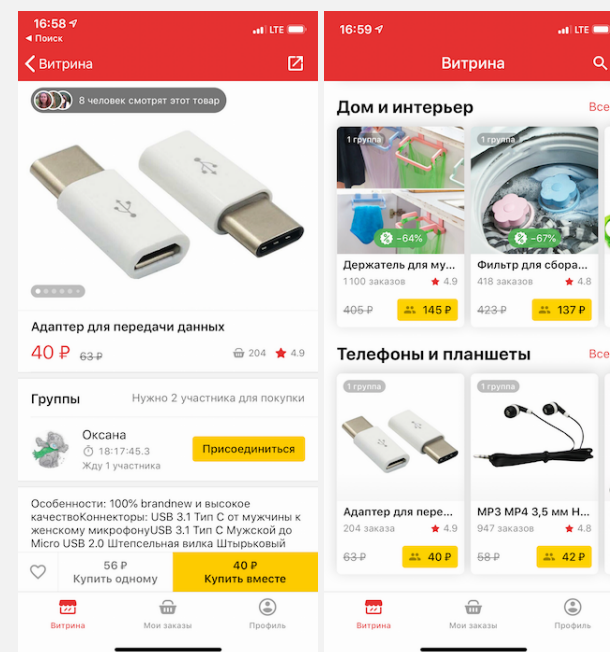 16:58
LTE
Поиск
Витрина
8 человек смотрят этот товар
Адаптер для передачи данных
40 ₽ 63 ₽ 204 4.9
Группы Нужно 2 участника для покупки
Оксана
18:17:45.3
Жду 1 участника
Присоединиться
Особенности: 100% brandnew и высокое
качествоКоннекторы: USB 3.1 Тип C от мужчины к
женскому микрофонуUSB 3.1 Тип C Мужской до
Micro USB 2.0 Штепсельная вилка Штырьковый
56 ₽
Купить одному
40 ₽
Купить вместе
Витрина Мои заказы Профиль
16:59
LTE
Витрина
Дом и интерьер Все
1 группа
-64%
Держатель для му...
1 100 заказов 4.9
405 ₽ 145 ₽
1 группа
-67%
Фильтр для сбора...
418 заказов 4.8
423 ₽ 137 ₽
Телефоны и планшеты Все
1 группа
Адаптер для пере...
204 заказа 4.9
63 ₽ 40 ₽
1 группа
MP3 MP4 3,5 мм Н...
947 заказов 4.8
58 ₽ 42 ₽
Витрина Мои заказы Профиль